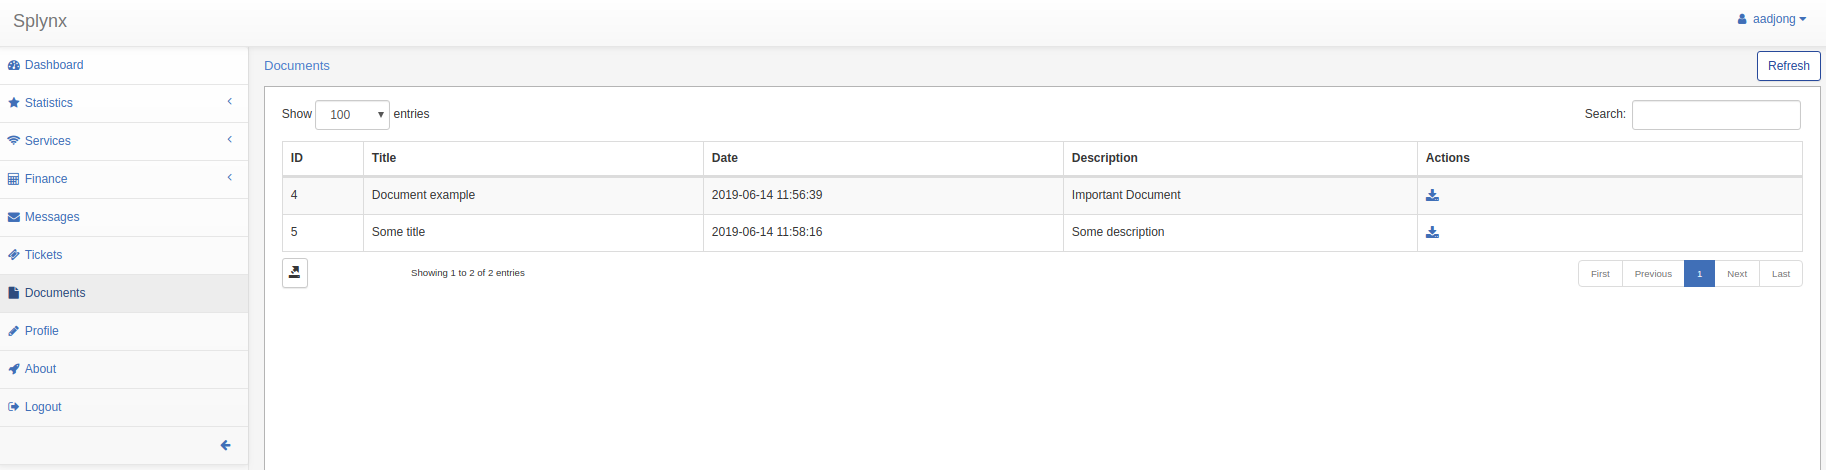 Splynx
aadjong
Dashboard
Statistics
Services
Finance
Messages
Tickets
Documents
Profile
About
Logout
Documents
Refresh
Show 100 entries
Search:
ID Title Date Description Actions
4 Document example 2019-06-14 11:56:39 Important Document
5 Some title 2019-06-14 11:58:16 Some description
Showing 1 to 2 of 2 entries
First Previous 1 Next Last